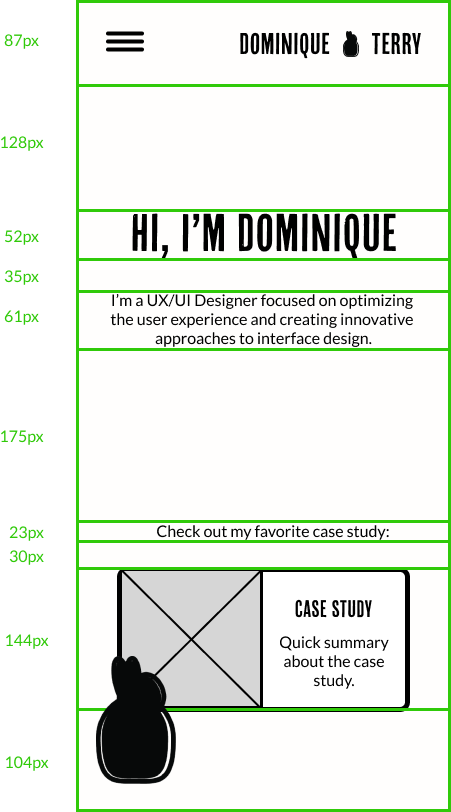 87px
DOMINIQUE TERRY
128px
52px
HI, I'M DOMINIQUE
35px
61px
I'm a UX/UI Designer focused on optimizing
the user experience and creating innovative
approaches to interface design.
175px
23px
Check out my favorite case study:
30px
144px
CASE STUDY
Quick summary
about the case
study.
104px